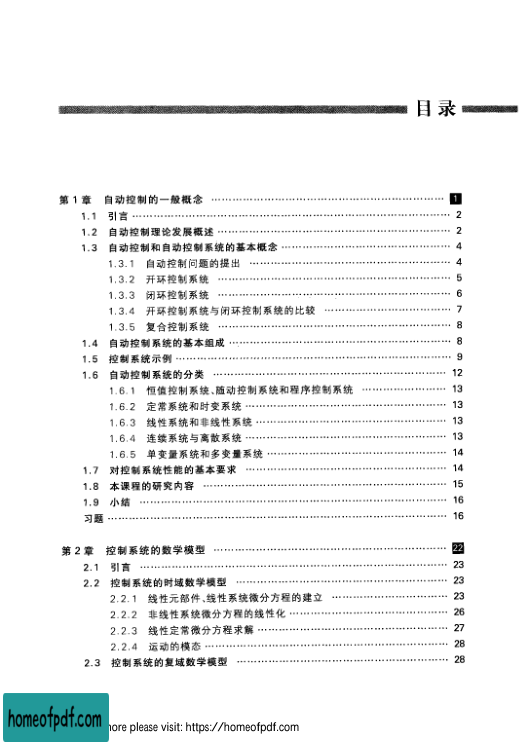 目录
第 1 章 自动控制的一般概念 …… 1
1.1 引言 …… 2
1.2 自动控制理论发展概述 …… 2
1.3 自动控制和自动控制系统的基本概念 …… 4
1.3.1 自动控制问题的提出 …… 4
1.3.2 开环控制系统 …… 5
1.3.3 闭环控制系统 …… 6
1.3.4 开环控制系统与闭环控制系统的比较 …… 7
1.3.5 复合控制系统 …… 8
1.4 自动控制系统的基本组成 …… 8
1.5 控制系统示例 …… 9
1.6 自动控制系统的分类 …… 12
1.6.1 恒值控制系统、随动控制系统和程序控制系统 …… 13
1.6.2 定常系统和时变系统 …… 13
1.6.3 线性系统和非线性系统 …… 13
1.6.4 连续系统与离散系统 …… 13
1.6.5 单变量系统和多变量系统 …… 14
1.7 对控制系统性能的基本要求 …… 14
1.8 本课程的研究内容 …… 15
1.9 小结 …… 16
习题 …… 16
第 2 章 控制系统的数学模型 …… 22
2.1 引言 …… 23
2.2 控制系统的时域数学模型 …… 23
2.2.1 线性元部件、线性系统微分方程的建立 …… 23
2.2.2 非线性系统微分方程的线性化 …… 26
2.2.3 线性定常微分方程求解 …… 27
2.2.4 运动的模态 …… 28
2.3 控制系统的复域数学模型 …… 28
homeofpdf.com
more please visit: https://homeofpdf.com